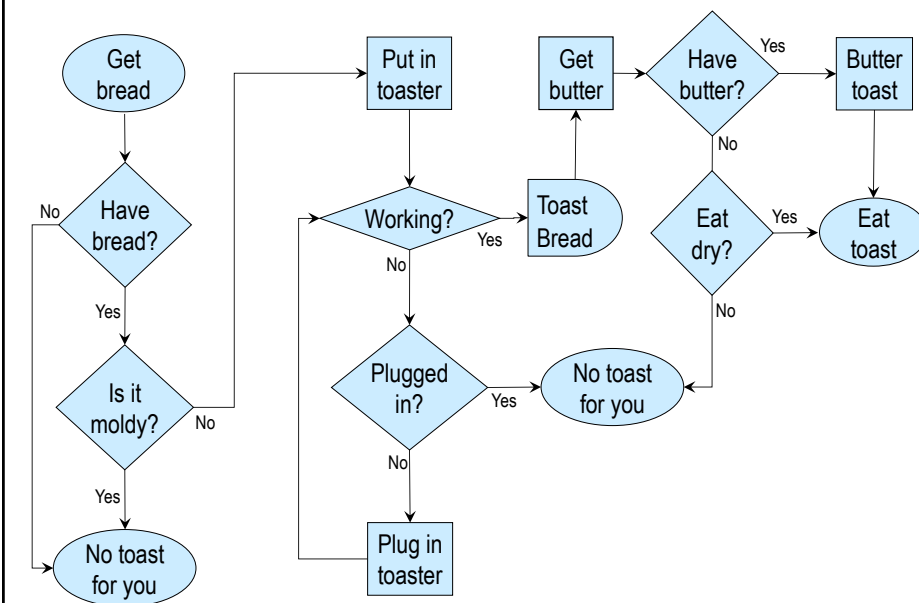 Get
bread
No
Have
bread?
Yes
Is it
moldy?
No
Yes
No toast
for you
Put in
toaster
Working?
Yes
No
Plugged
in?
Yes
No
Plug in
toaster
Toast
Bread
Get
butter
Have
butter?
Yes
No
Butter
toast
Eat
dry?
Yes
No
Eat
toast
No toast
for you